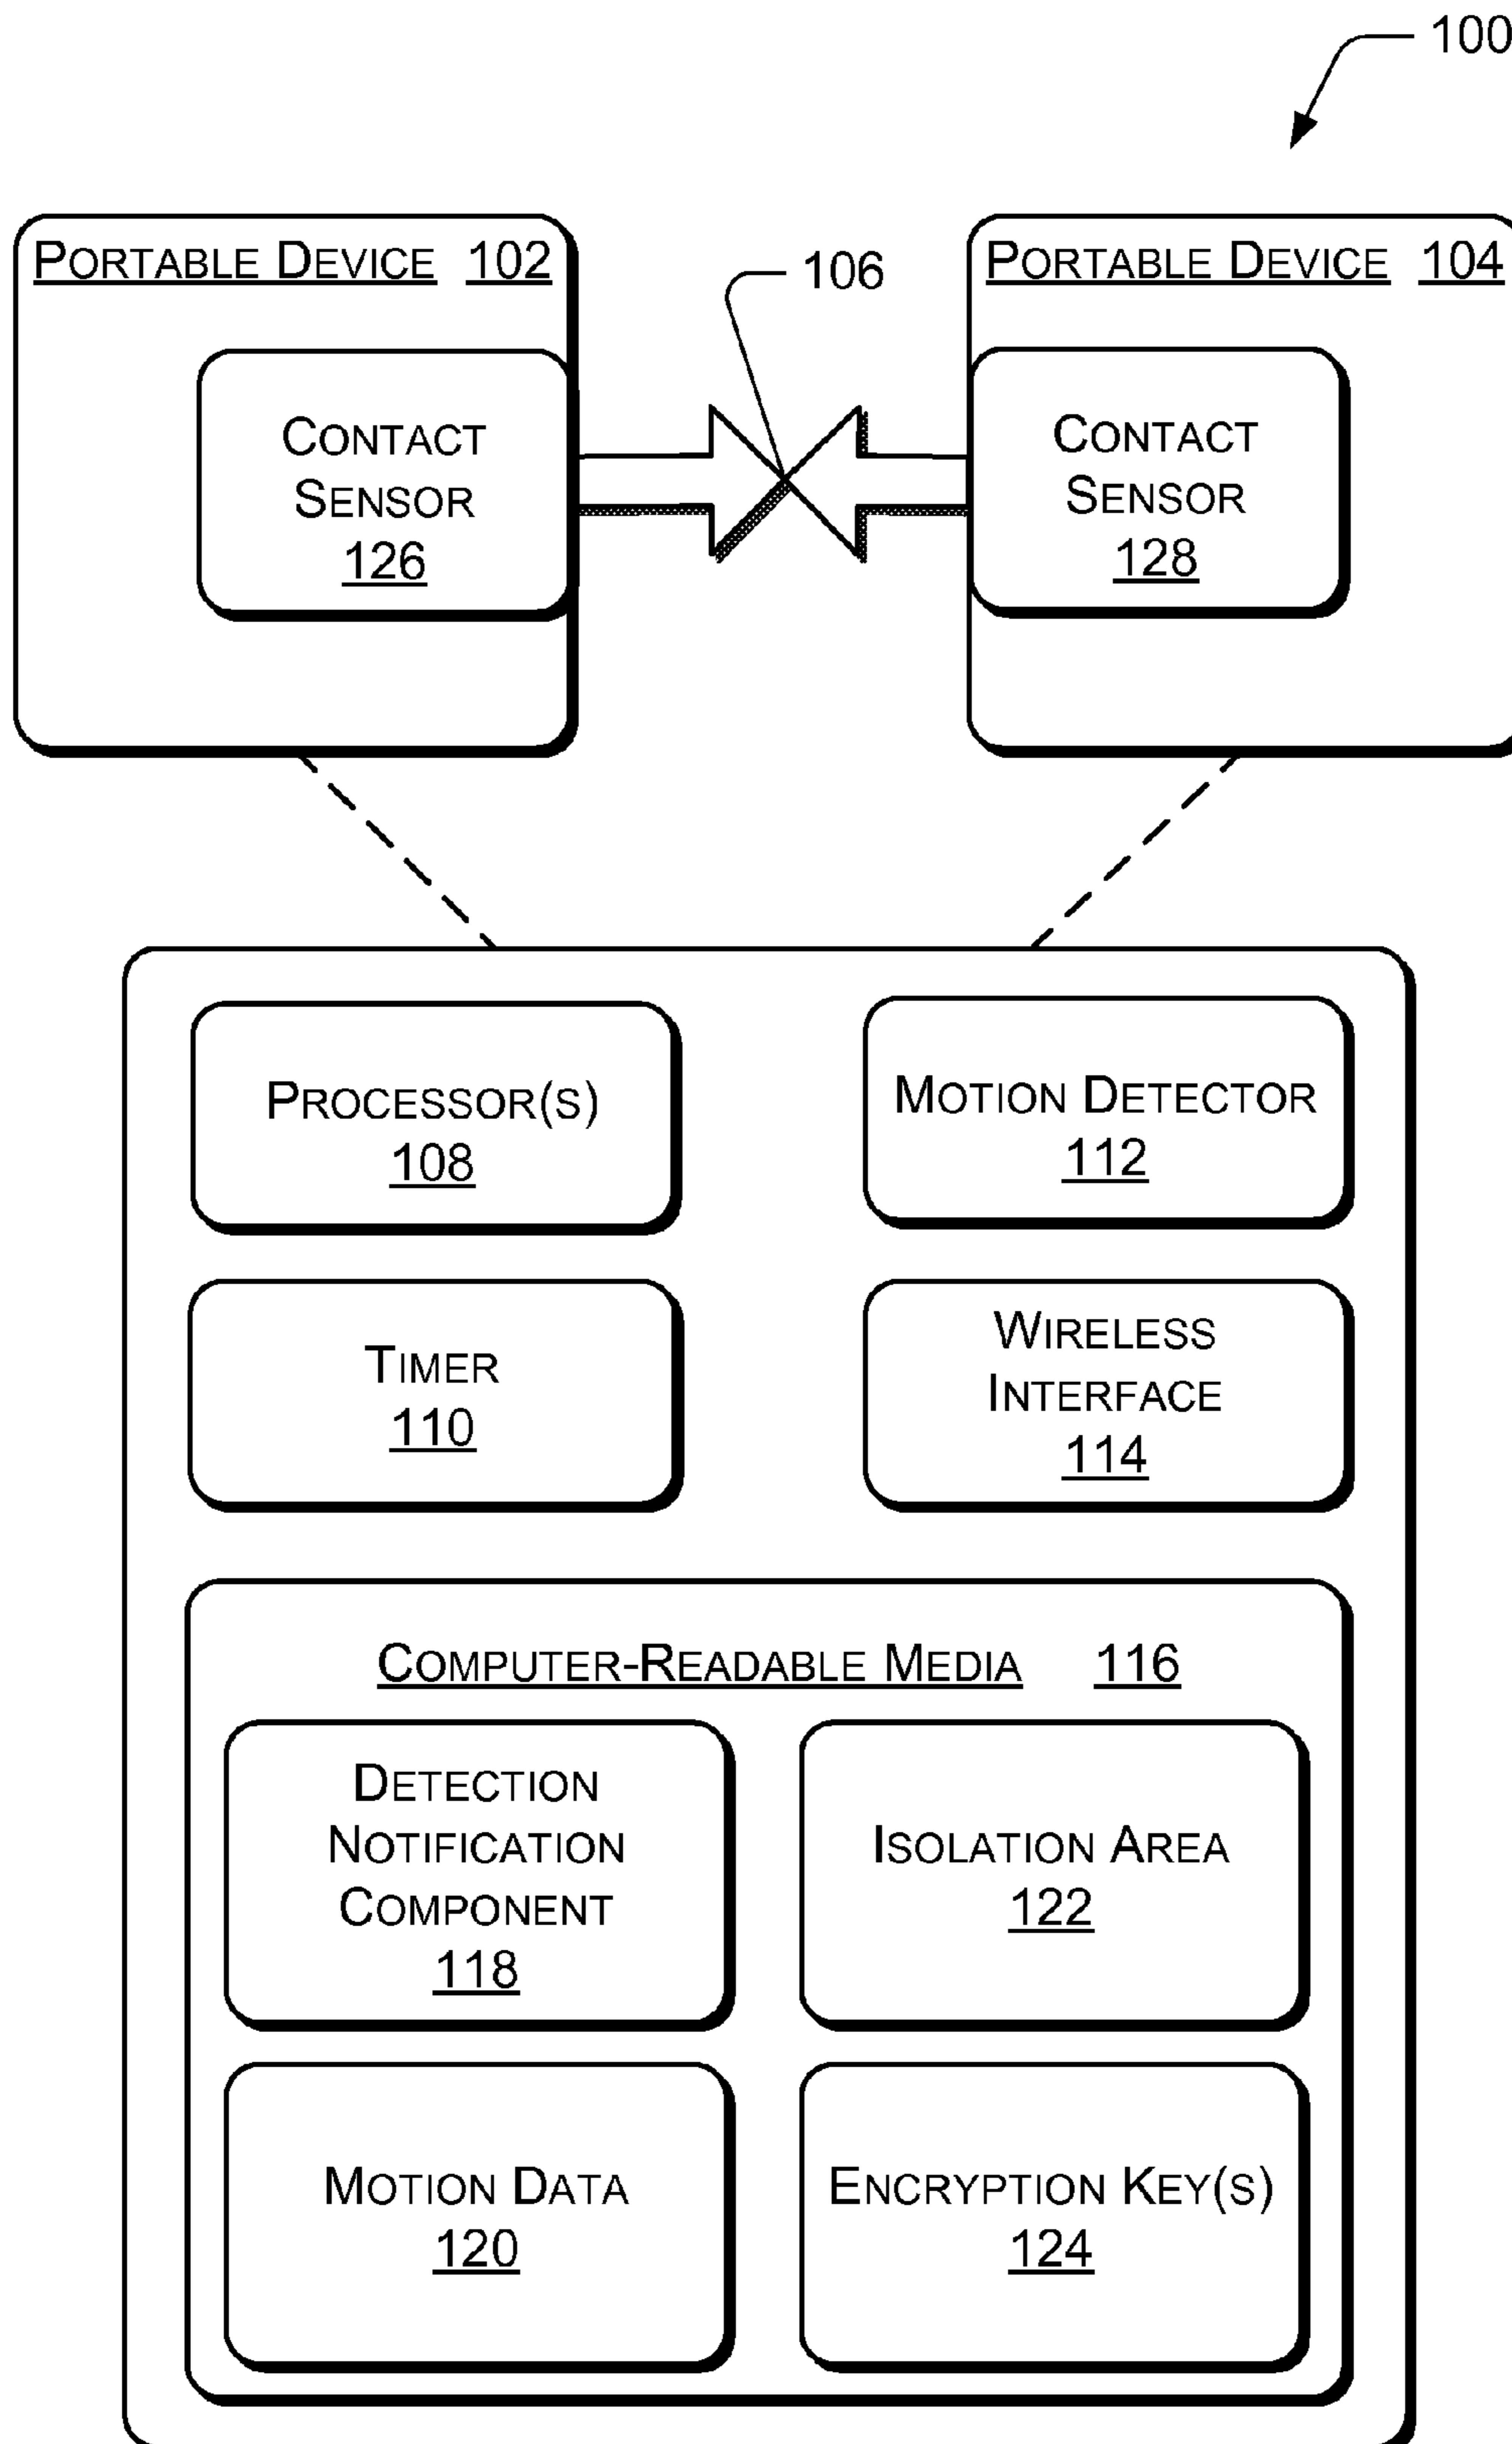 100
PORTABLE DEVICE 102
106
PORTABLE DEVICE 104
CONTACT
SENSOR
126
CONTACT
SENSOR
128
PROCESSOR(S)
108
MOTION DETECTOR
112
TIMER
110
WIRELESS
INTERFACE
114
COMPUTER-READABLE MEDIA 116
DETECTION
NOTIFICATION
COMPONENT
118
ISOLATION AREA
122
MOTION DATA
120
ENCRYPTION KEY(S)
124